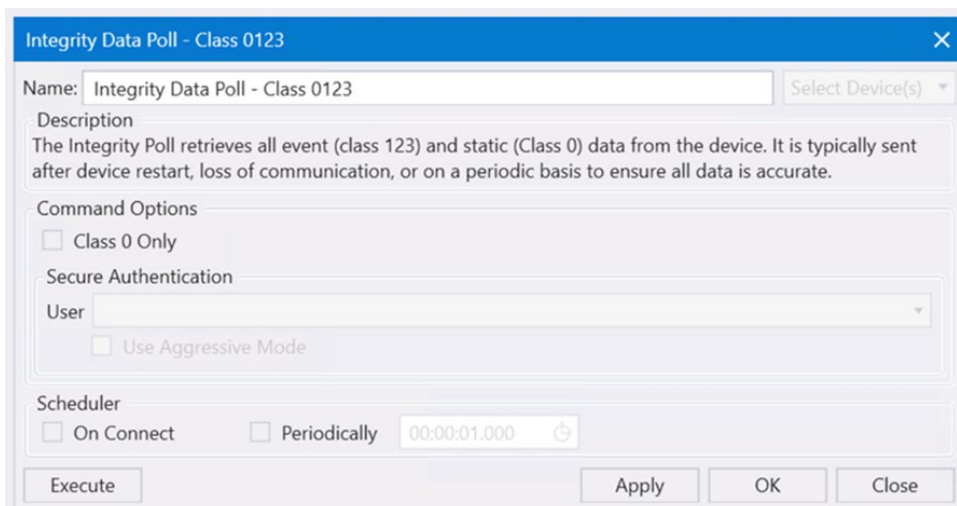 Integrity Data Poll - Class 0123
Name: Integrity Data Poll - Class 0123 Select Device(s)
Description
The Integrity Poll retrieves all event (class 123) and static (Class 0) data from the device. It is typically sent
after device restart, loss of communication, or on a periodic basis to ensure all data is accurate.
Command Options
Class 0 Only
Secure Authentication
User
Use Aggressive Mode
Scheduler
On Connect Periodically 00:00:01.000
Execute Apply OK Close